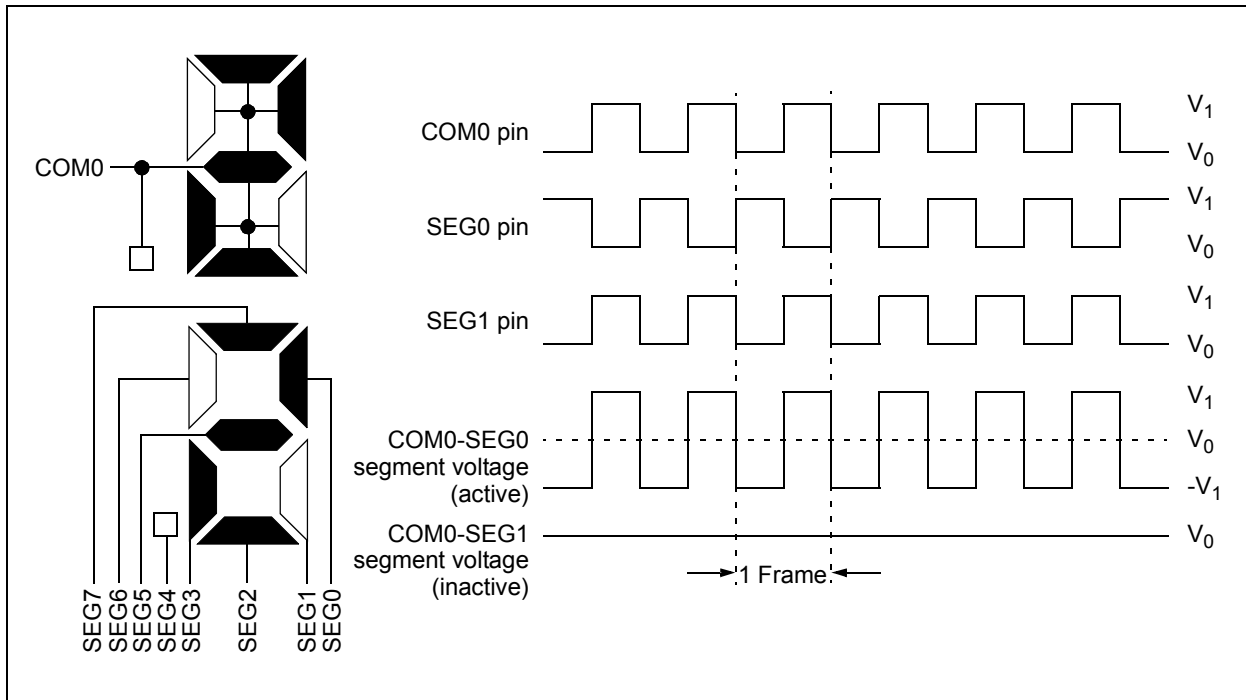 COM0
SEG7
SEG6
SEG5
SEG4
SEG3
SEG2
SEG1
SEG0
COM0 pin
V1
V0
SEG0 pin
V1
V0
SEG1 pin
V1
V0
COM0-SEG0
segment voltage
(active)
V1
V0
-V1
COM0-SEG1
segment voltage
(inactive)
V0
1 Frame